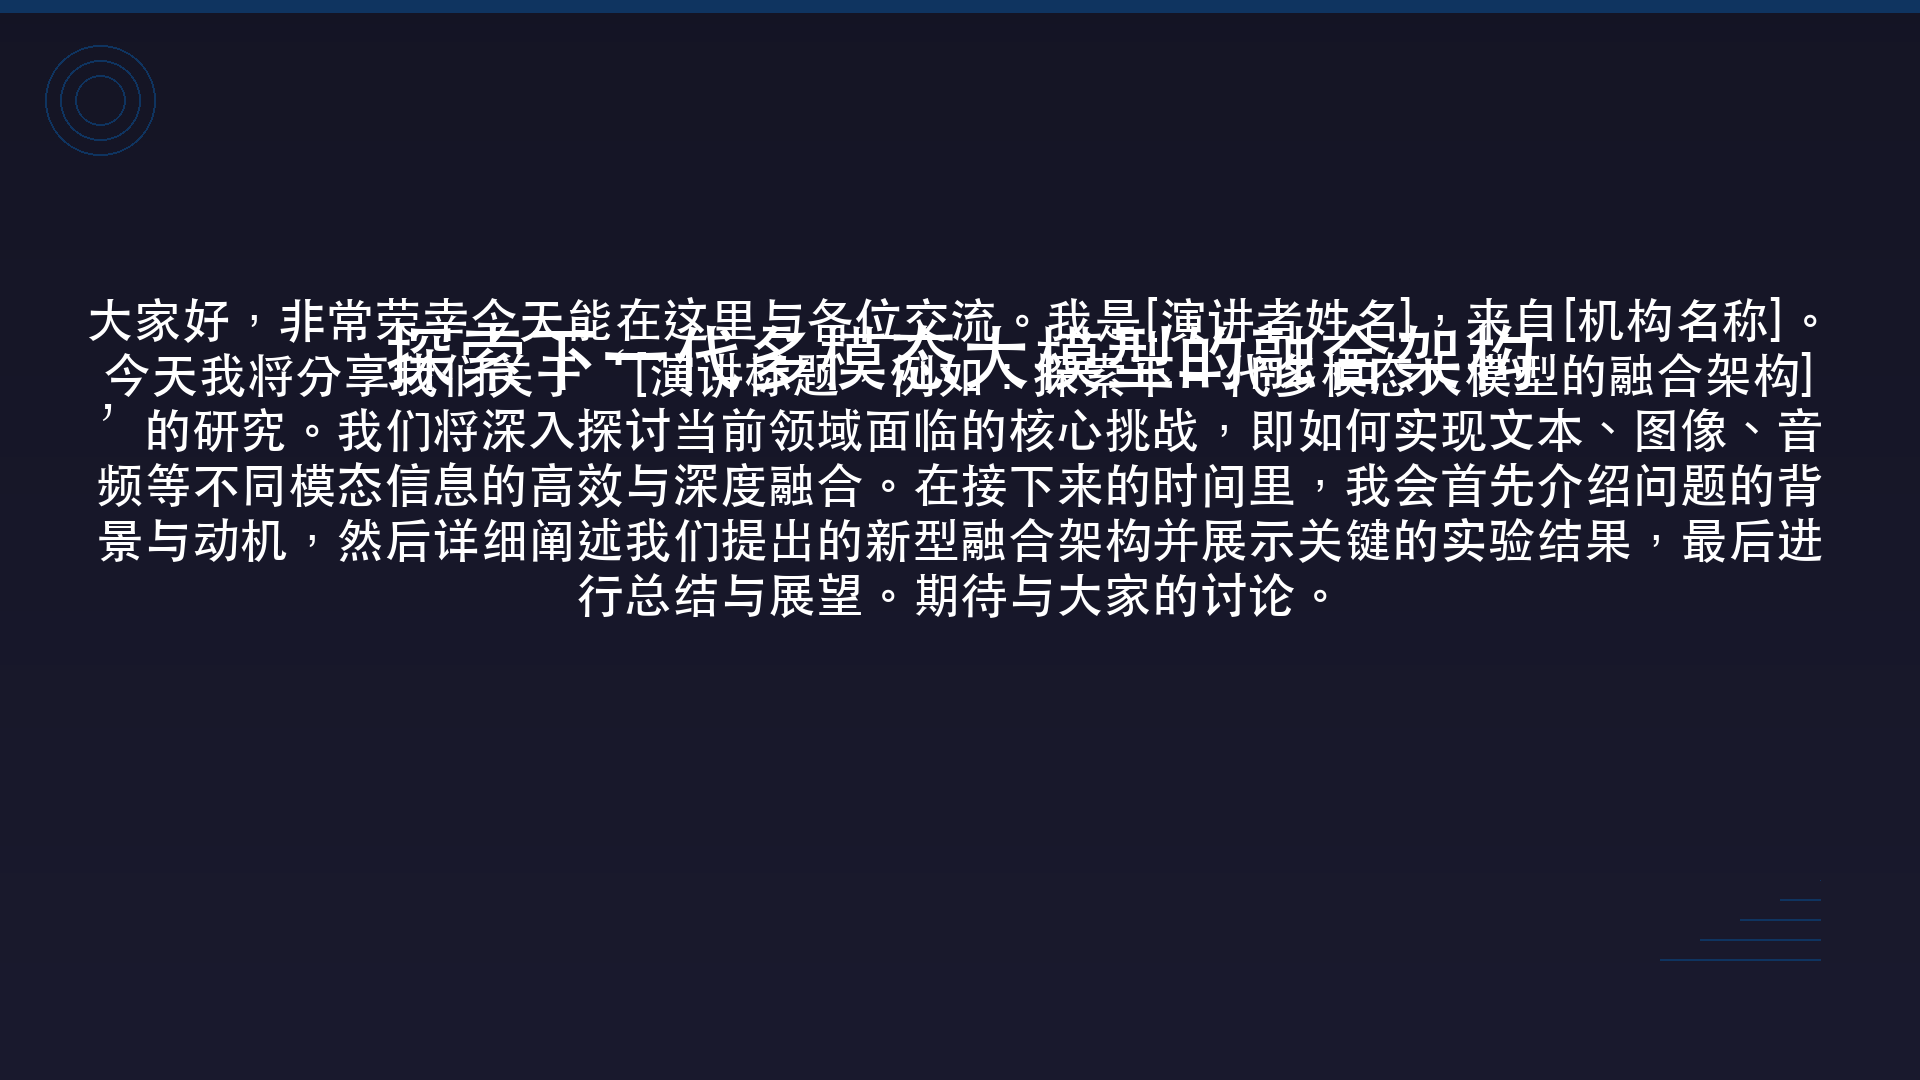 大家好，非常荣幸今天能在这里与各位交流。我是[演讲者姓名]，来自[机构名称]。
探索下一代多模态大模型的融合架构
今天我将分享我们关于‘[演讲标题，例如：探索下一代多模态大模型的融合架构]
’的研究。我们将深入探讨当前领域面临的核心挑战，即如何实现文本、图像、音
频等不同模态信息的高效与深度融合。在接下来的时间里，我会首先介绍问题的背
景与动机，然后详细阐述我们提出的新型融合架构并展示关键的实验结果，最后进
行总结与展望。期待与大家的讨论。